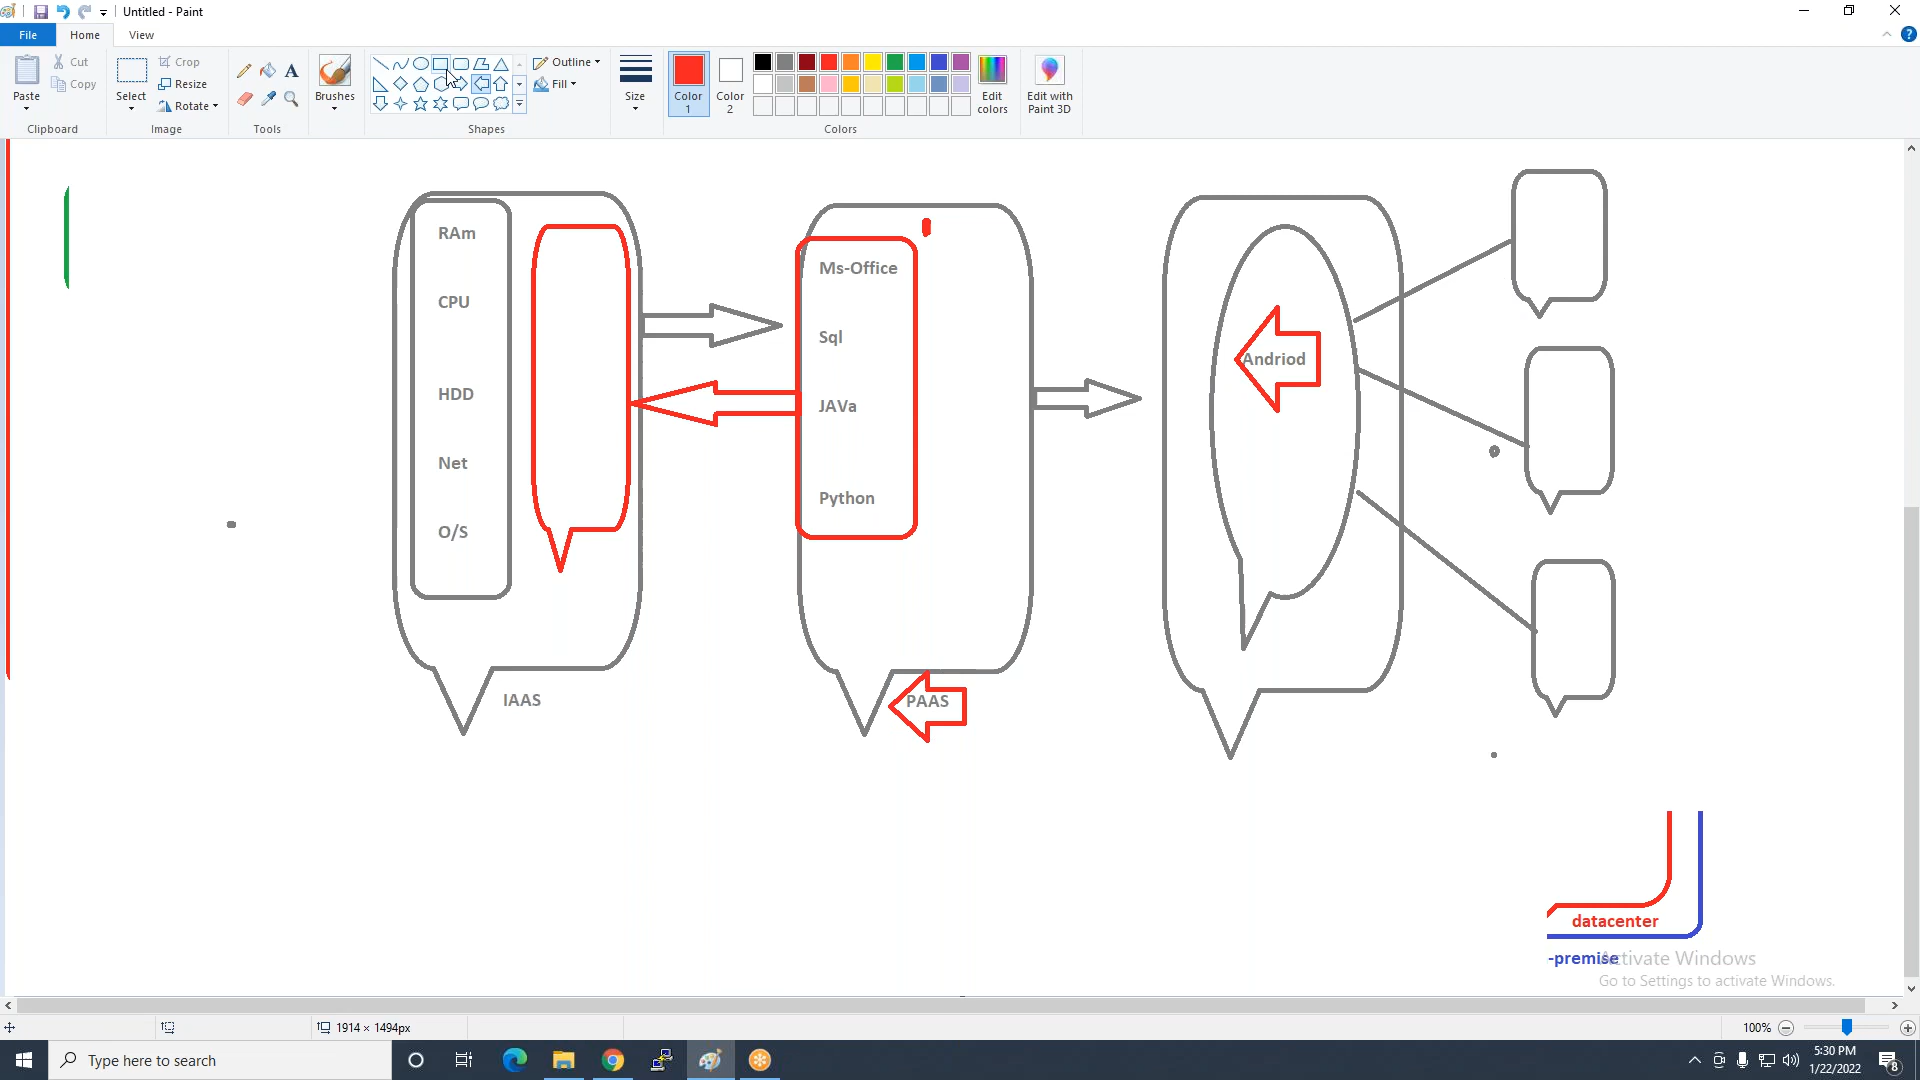 Untitled - Paint
File
Home
View
Paste
Cut
Copy
Clipboard
Select
Crop
Resize
Rotate
Image
A
Tools
Brushes
Shapes
Outline
Fill
Size
Color
1
Color
2
Colors
Edit
colors
Edit with
Paint 3D
RAm
CPU
HDD
Net
O/S
IAAS
Ms-Office
Sql
JAVa
Python
PAAS
Andriod
datacenter
-premise
Activate Windows
Go to Settings to activate Windows.
1914 × 1494px
100%
Type here to search
5:30 PM
1/22/2022
8